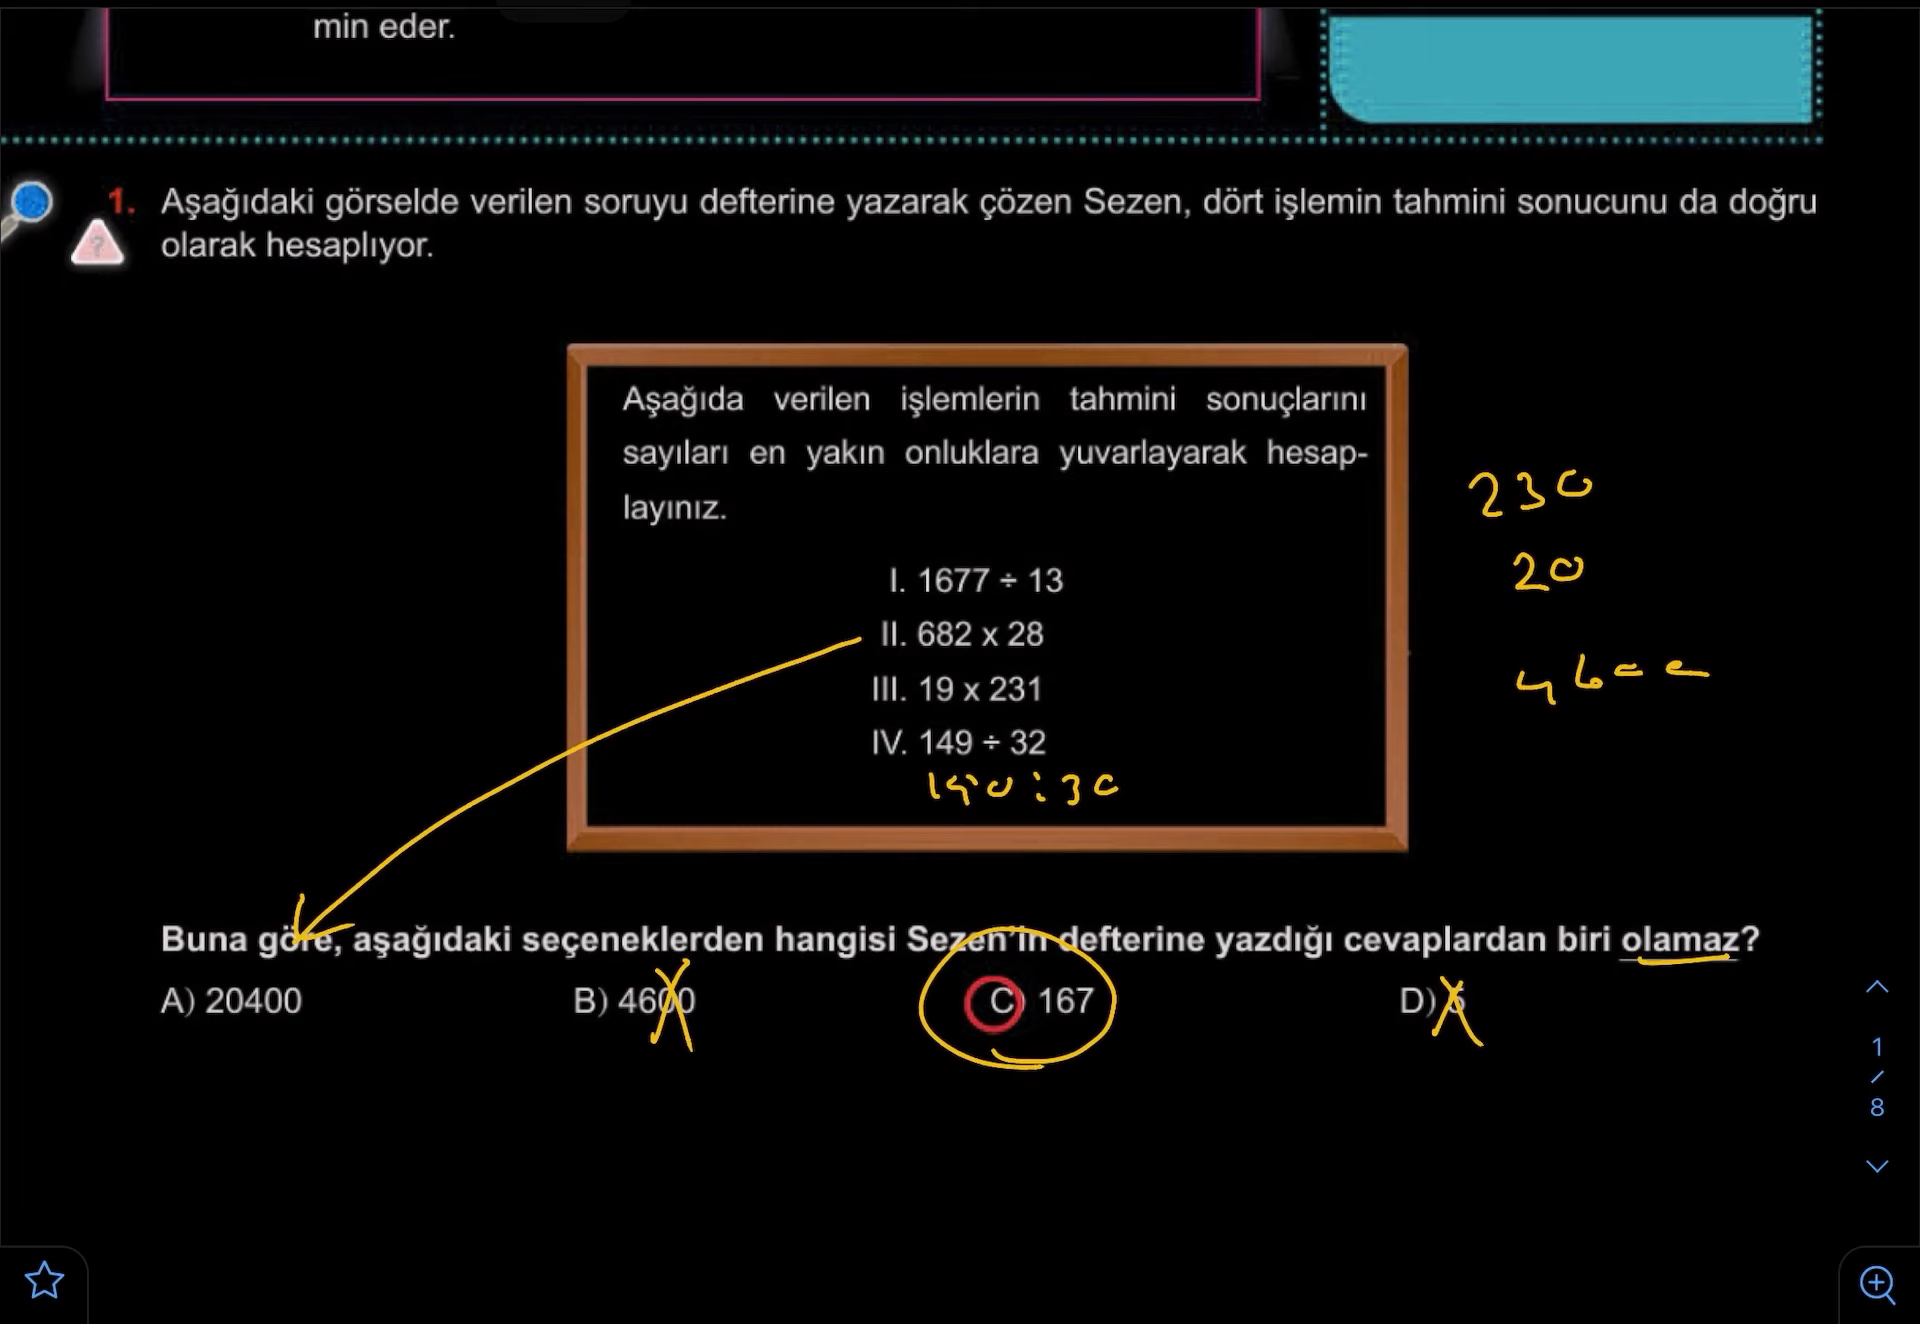 min eder.
1. Aşağıdaki görselde verilen soruyu defterine yazarak çözen Sezen, dört işlemin tahmini sonucunu da doğru
olarak hesaplıyor.
?
Aşağıda verilen işlemlerin tahmini sonuçlarını
sayıları en yakın onluklara yuvarlayarak hesap-
layınız.
I. 1677 ÷ 13
II. 682 x 28
III. 19 x 231
IV. 149 ÷ 32
150 : 30
230
20
4600
Buna göre, aşağıdaki seçeneklerden hangisi Sezen'in defterine yazdığı cevaplardan biri olamaz?
A) 20400
B) 4600
C) 167
D) 5
1
/
8